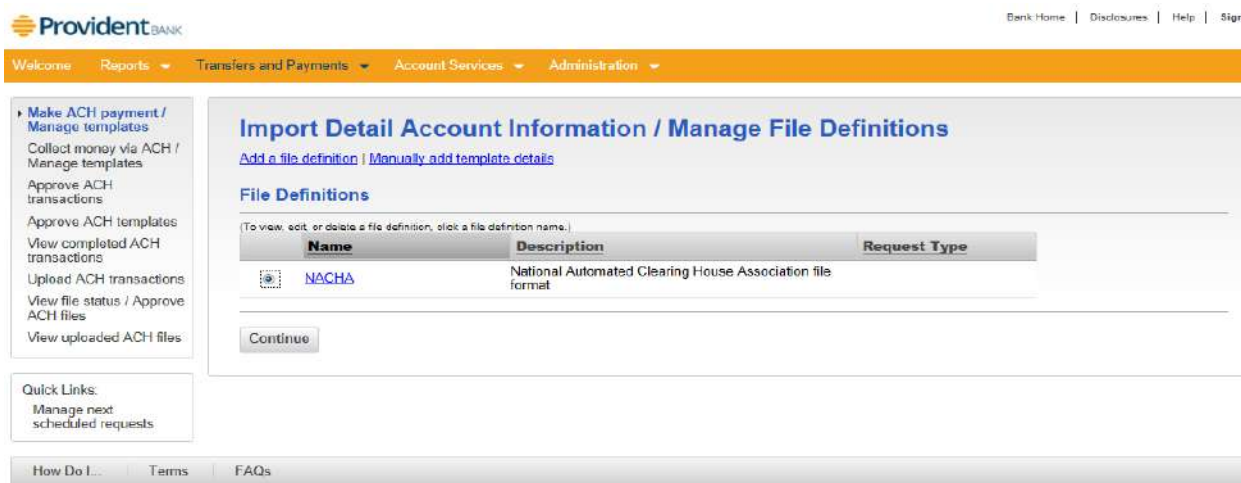 Provident BANK
Bank Home | Disclosures | Help |
Welcome Reports Transfers and Payments Account Services Administration
Make ACH payment /
Manage templates
Collect money via ACH /
Manage templates
Approve ACH
transactions
Approve ACH templates
View completed ACH
transactions
Upload ACH transactions
View file status / Approve
ACH files
View uploaded ACH files
Quick Links:
Manage next
scheduled requests
Import Detail Account Information / Manage File Definitions
Add a file definition | Manually add template details
File Definitions
(To view, edit, or delete a file definition, click a file definition name.)
Name Description Request Type
NACHA National Automated Clearing House Association file
format
Continue
How Do I... Terms FAQs